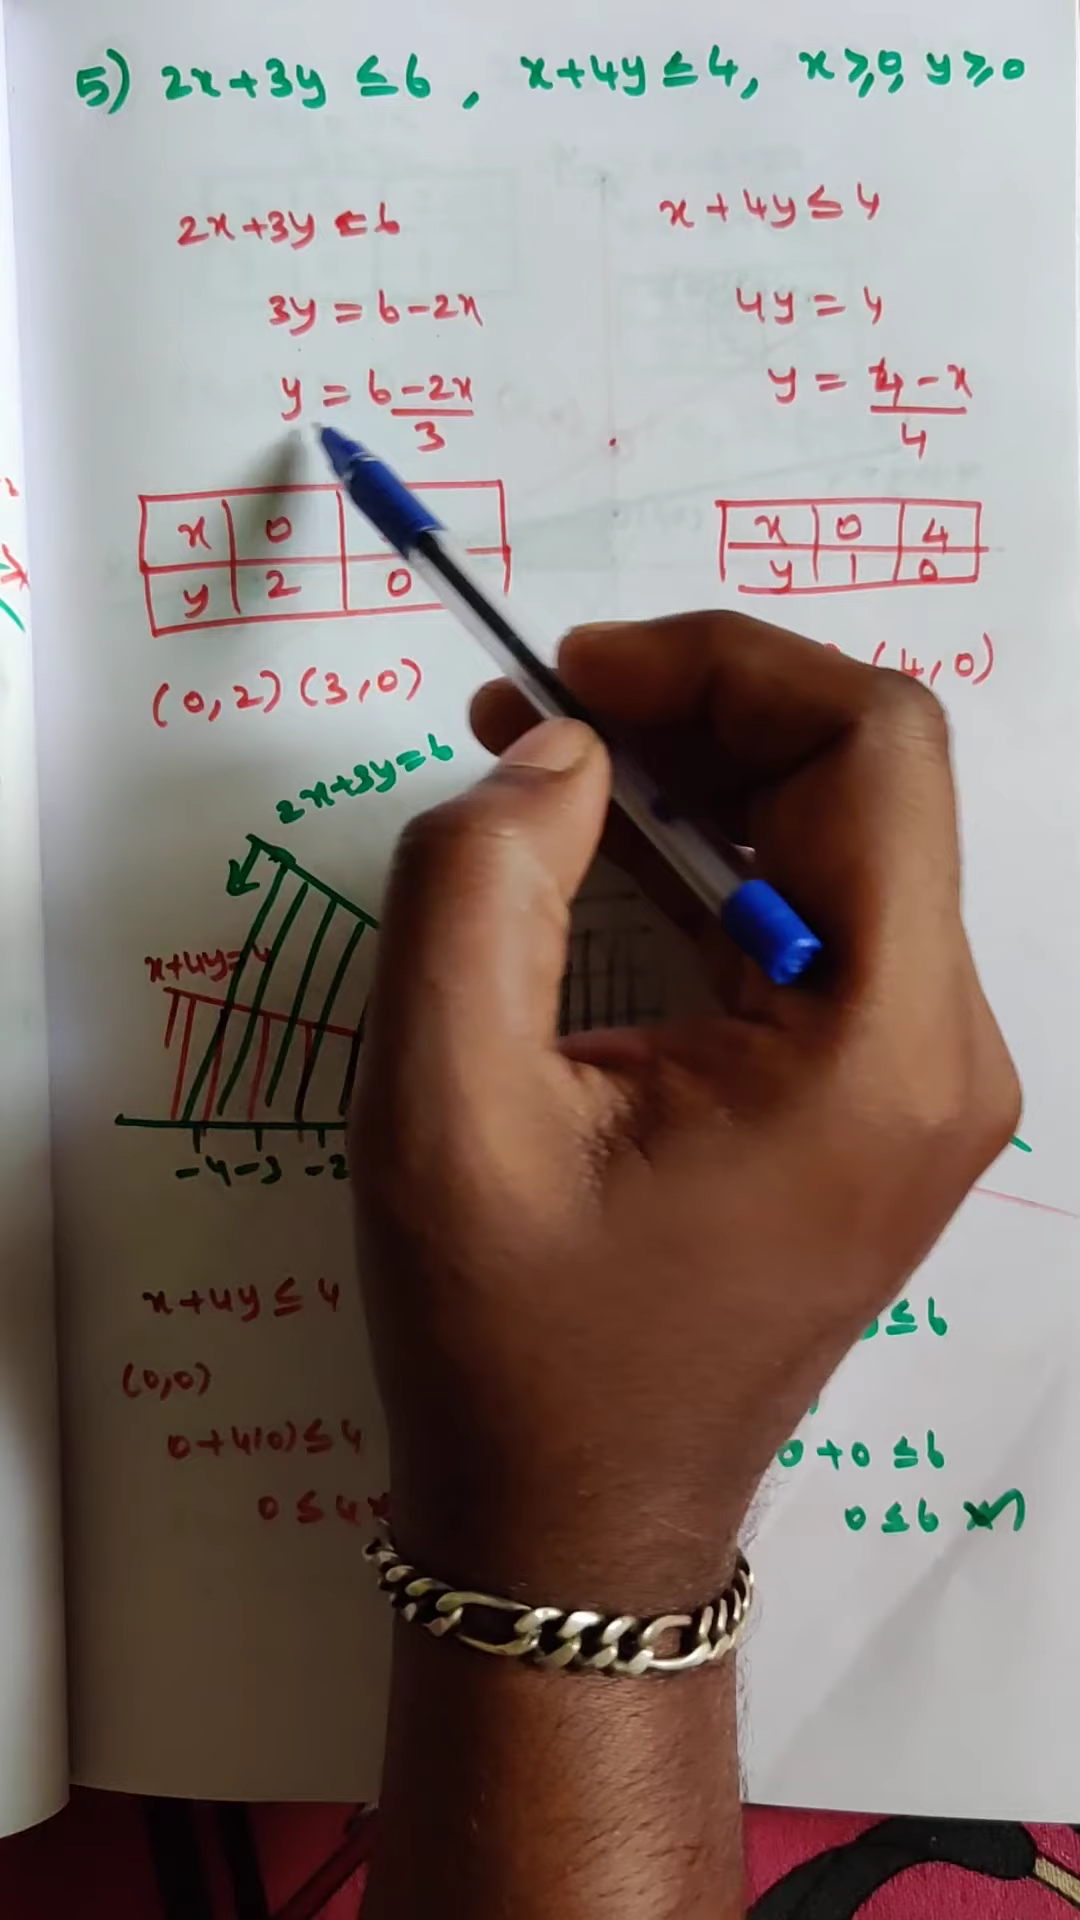 5) 2x+3y ≤ 6 , x+4y ≤ 4, x ≥ 0, y ≥ 0
2x+3y ≤ 6
3y = 6-2x
y = 6-2x
3
x 0
y 2 0
(0,2) (3,0)
x+4y ≤ 4
4y = 4
y = 4-x
4
x 0 4
y 1 0
(4,0)
2x+3y=6
x+4y=4
-4 -3 -2
x+4y ≤ 4
(0,0)
0+4(0) ≤ 4
0 ≤ 4
≤ 6
0+0 ≤ 6
0 ≤ 6